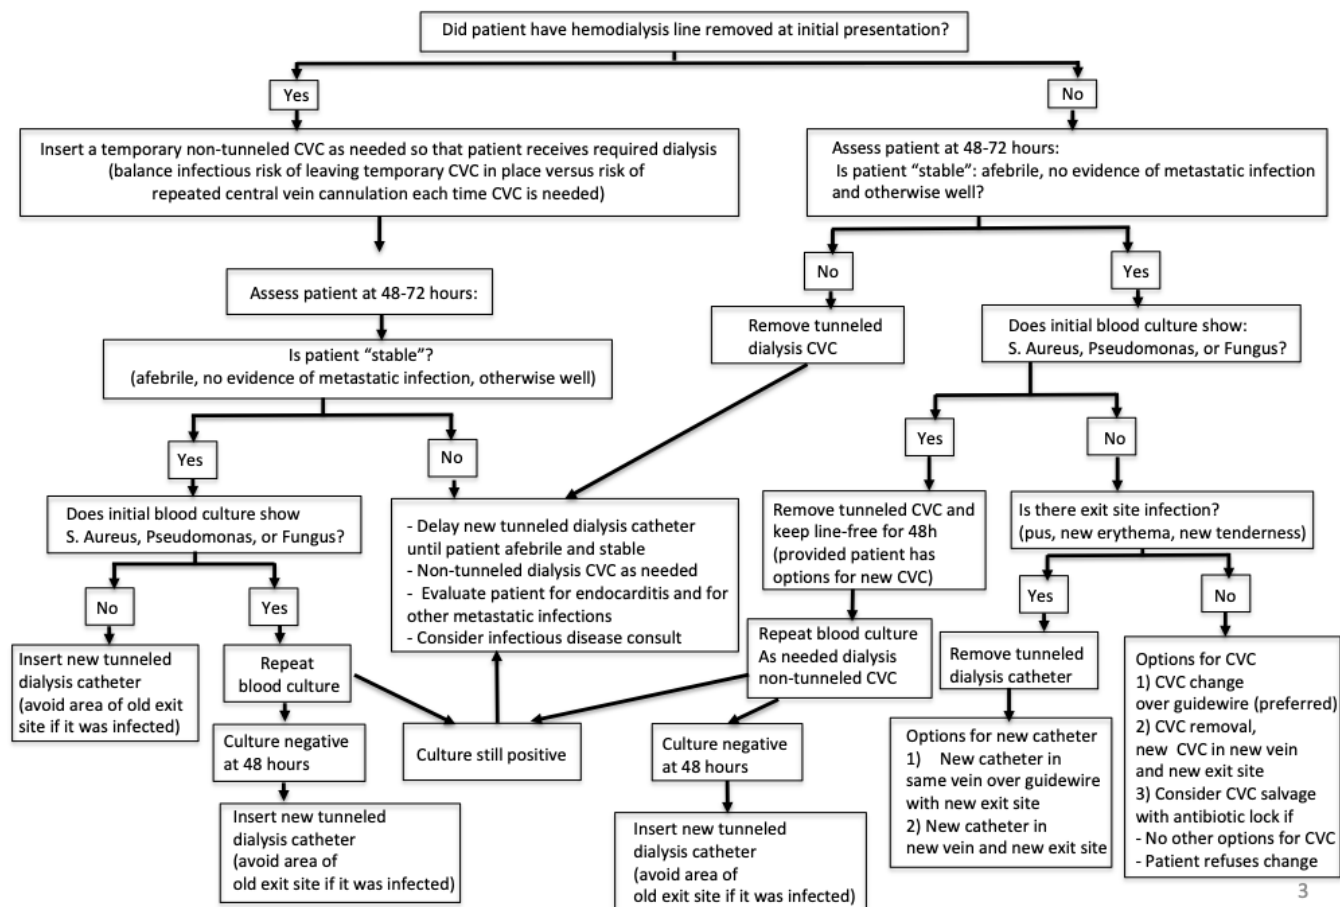 Did patient have hemodialysis line removed at initial presentation?
Yes
No
Insert a temporary non-tunneled CVC as needed so that patient receives required dialysis
(balance infectious risk of leaving temporary CVC in place versus risk of
repeated central vein cannulation each time CVC is needed)
Assess patient at 48-72 hours:
Is patient "stable": afebrile, no evidence of metastatic infection
and otherwise well?
Assess patient at 48-72 hours:
No
Yes
Is patient "stable"?
(afebrile, no evidence of metastatic infection, otherwise well)
Remove tunneled
dialysis CVC
Does initial blood culture show:
S. Aureus, Pseudomonas, or Fungus?
Yes
No
Yes
No
Does initial blood culture show
S. Aureus, Pseudomonas, or Fungus?
- Delay new tunneled dialysis catheter
until patient afebrile and stable
- Non-tunneled dialysis CVC as needed
- Evaluate patient for endocarditis and for
other metastatic infections
- Consider infectious disease consult
Remove tunneled CVC and
keep line-free for 48h
(provided patient has
options for new CVC)
Is there exit site infection?
(pus, new erythema, new tenderness)
No
Yes
Yes
No
Insert new tunneled
dialysis catheter
(avoid area of old exit
site if it was infected)
Repeat
blood culture
Repeat blood culture
As needed dialysis
non-tunneled CVC
Remove tunneled
dialysis catheter
Options for CVC
1) CVC change
over guidewire (preferred)
2) CVC removal,
new CVC in new vein
and new exit site
3) Consider CVC salvage
with antibiotic lock if
- No other options for CVC
- Patient refuses change
Culture negative
at 48 hours
Culture still positive
Culture negative
at 48 hours
Options for new catheter
1) New catheter in
same vein over guidewire
with new exit site
2) New catheter in
new vein and new exit site
Insert new tunneled
dialysis catheter
(avoid area of
old exit site if it was infected)
Insert new tunneled
dialysis catheter
(avoid area of
old exit site if it was infected)
3